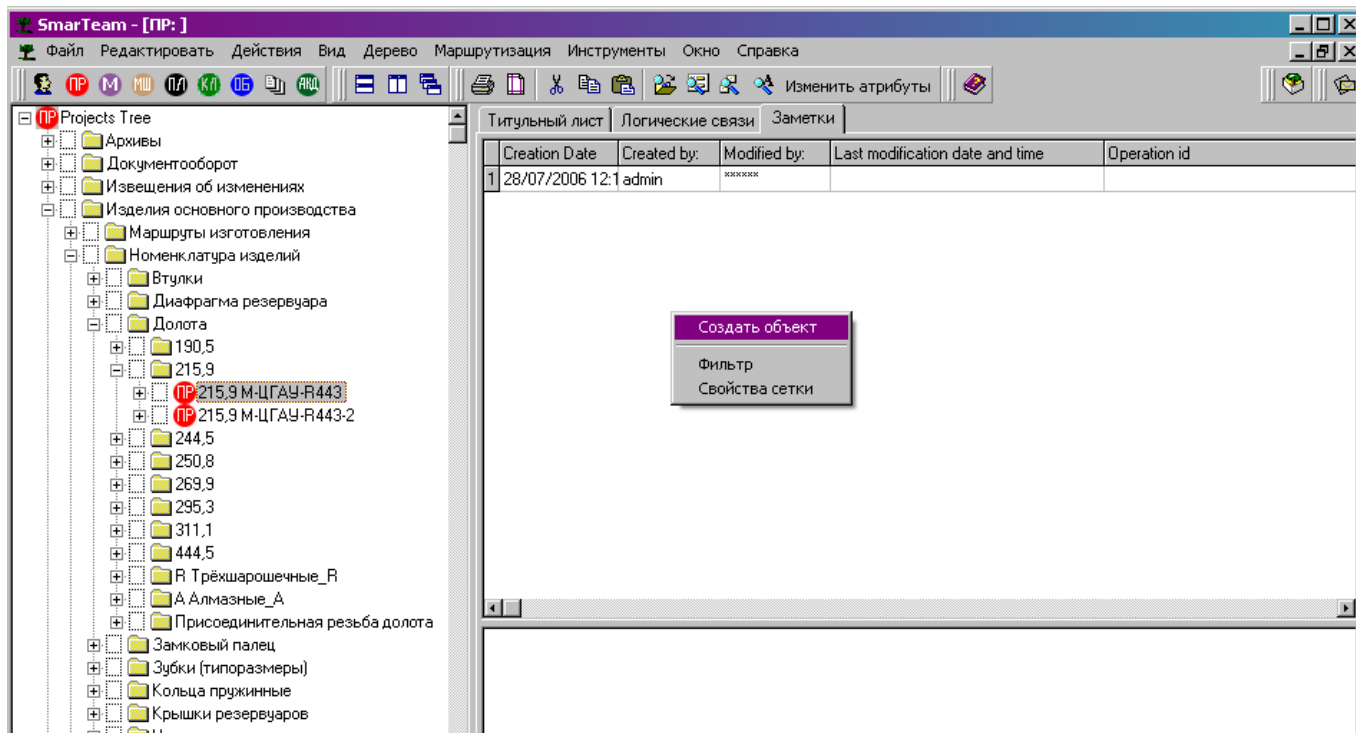 SmarTeam - [ПР: ]
Файл Редактировать Действия Вид Дерево Маршрутизация Инструменты Окно Справка
ПР М МШ ПЛ КЛ ОБ АКД Изменить атрибуты
ПР Projects Tree
Архивы
Документооборот
Извещения об изменениях
Изделия основного производства
Маршруты изготовления
Номенклатура изделий
Втулки
Диафрагма резервуара
Долота
190,5
215,9
ПР 215,9 М-ЦГАУ-R443
ПР 215,9 М-ЦГАУ-R443-2
244,5
250,8
269,9
295,3
311,1
444,5
R Трёхшарошечные_R
А Алмазные_А
Присоединительная резьба долота
Замковый палец
Зубки (типоразмеры)
Кольца пружинные
Крышки резервуаров
Титульный лист Логические связи Заметки
Creation Date Created by: Modified by: Last modification date and time Operation id
1 28/07/2006 12:1 admin ******
Создать объект
Фильтр
Свойства сетки